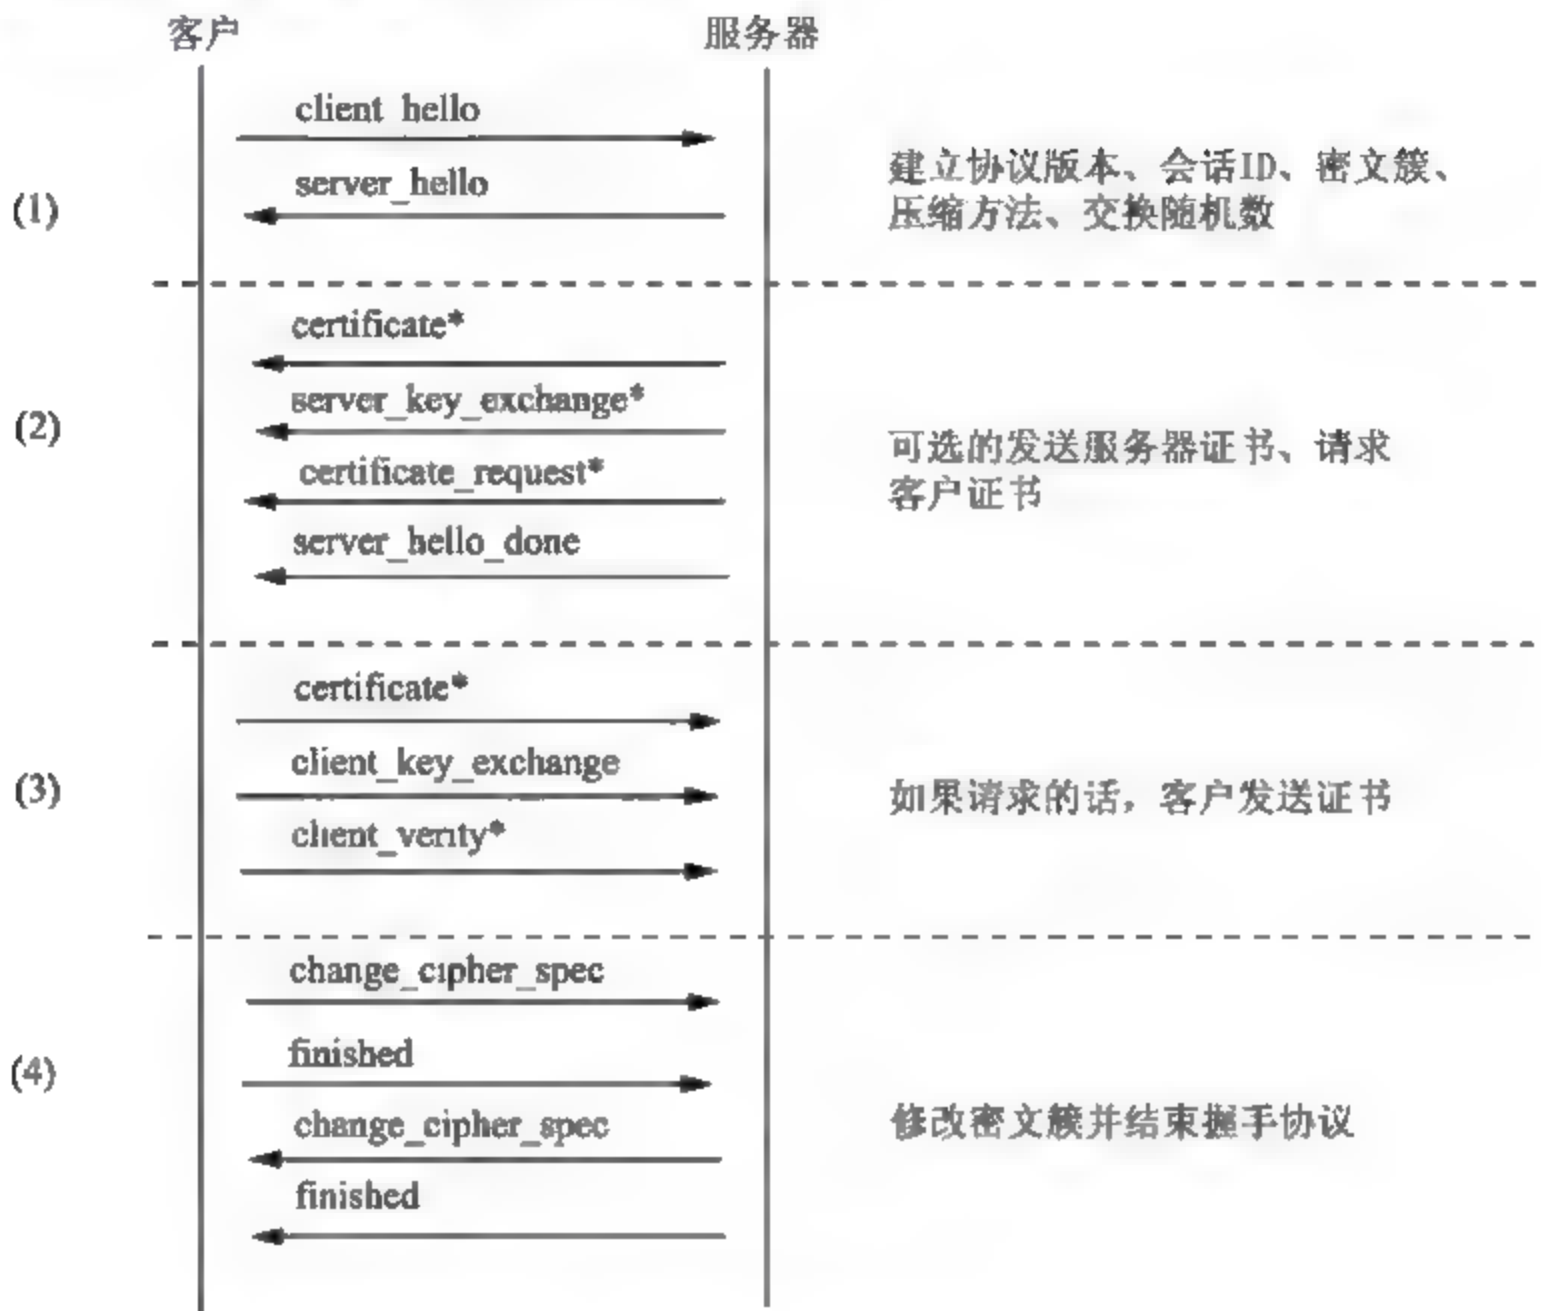 客户
服务器
client_hello
server_hello
(1)
建立协议版本、会话ID、密文簇、
压缩方法、交换随机数
certificate*
server_key_exchange*
certificate_request*
server_hello_done
(2)
可选的发送服务器证书、请求
客户证书
certificate*
client_key_exchange
client_verity*
(3)
如果请求的话，客户发送证书
change_cipher_spec
finished
change_cipher_spec
finished
(4)
修改密文簇并结束握手协议